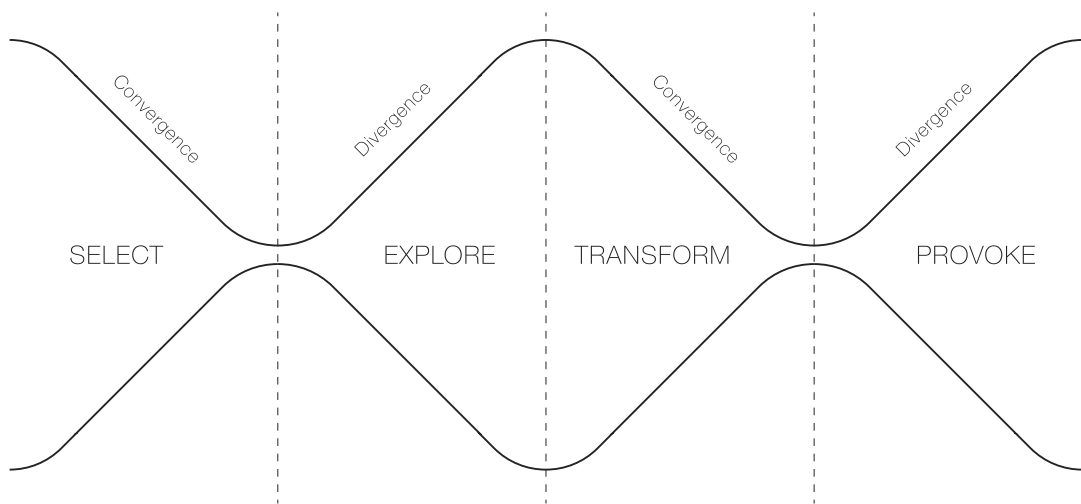 Convergence
Divergence
Convergence
Divergence
SELECT
EXPLORE
TRANSFORM
PROVOKE